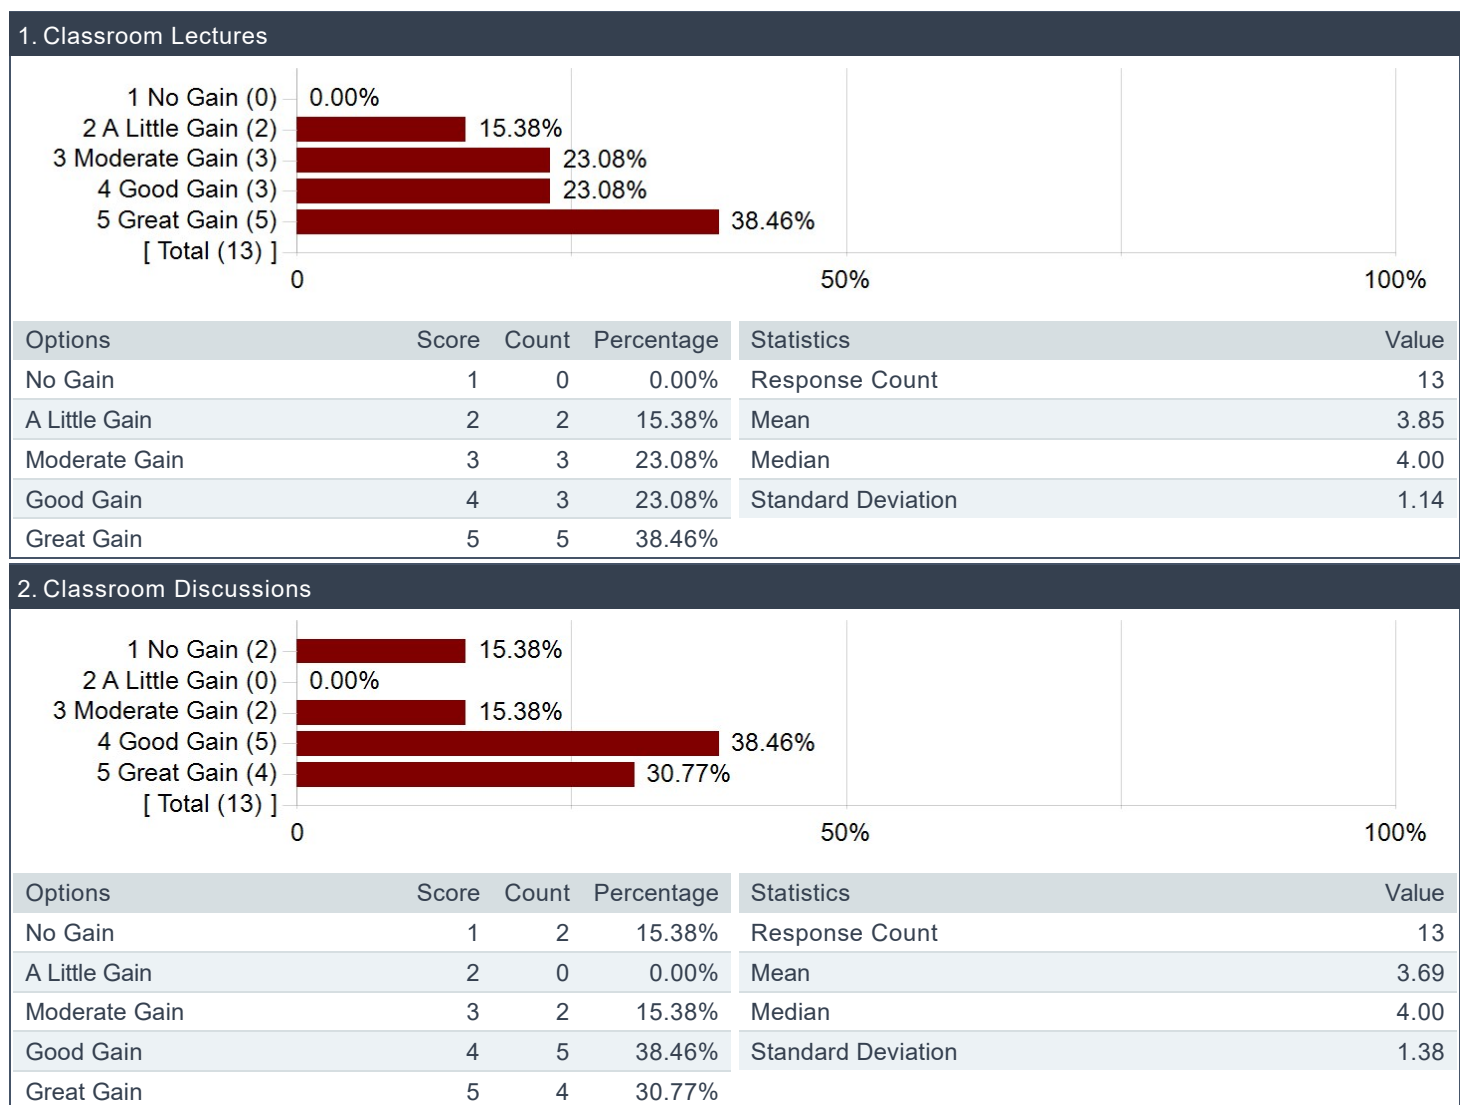 1. Classroom Lectures
1 No Gain (0) 0.00%
2 A Little Gain (2) 15.38%
3 Moderate Gain (3) 23.08%
4 Good Gain (3) 23.08%
5 Great Gain (5) 38.46%
[ Total (13) ]
0 50% 100%
Options Score Count Percentage Statistics Value
No Gain 1 0 0.00% Response Count 13
A Little Gain 2 2 15.38% Mean 3.85
Moderate Gain 3 3 23.08% Median 4.00
Good Gain 4 3 23.08% Standard Deviation 1.14
Great Gain 5 5 38.46%
2. Classroom Discussions
1 No Gain (2) 15.38%
2 A Little Gain (0) 0.00%
3 Moderate Gain (2) 15.38%
4 Good Gain (5) 38.46%
5 Great Gain (4) 30.77%
[ Total (13) ]
0 50% 100%
Options Score Count Percentage Statistics Value
No Gain 1 2 15.38% Response Count 13
A Little Gain 2 0 0.00% Mean 3.69
Moderate Gain 3 2 15.38% Median 4.00
Good Gain 4 5 38.46% Standard Deviation 1.38
Great Gain 5 4 30.77%